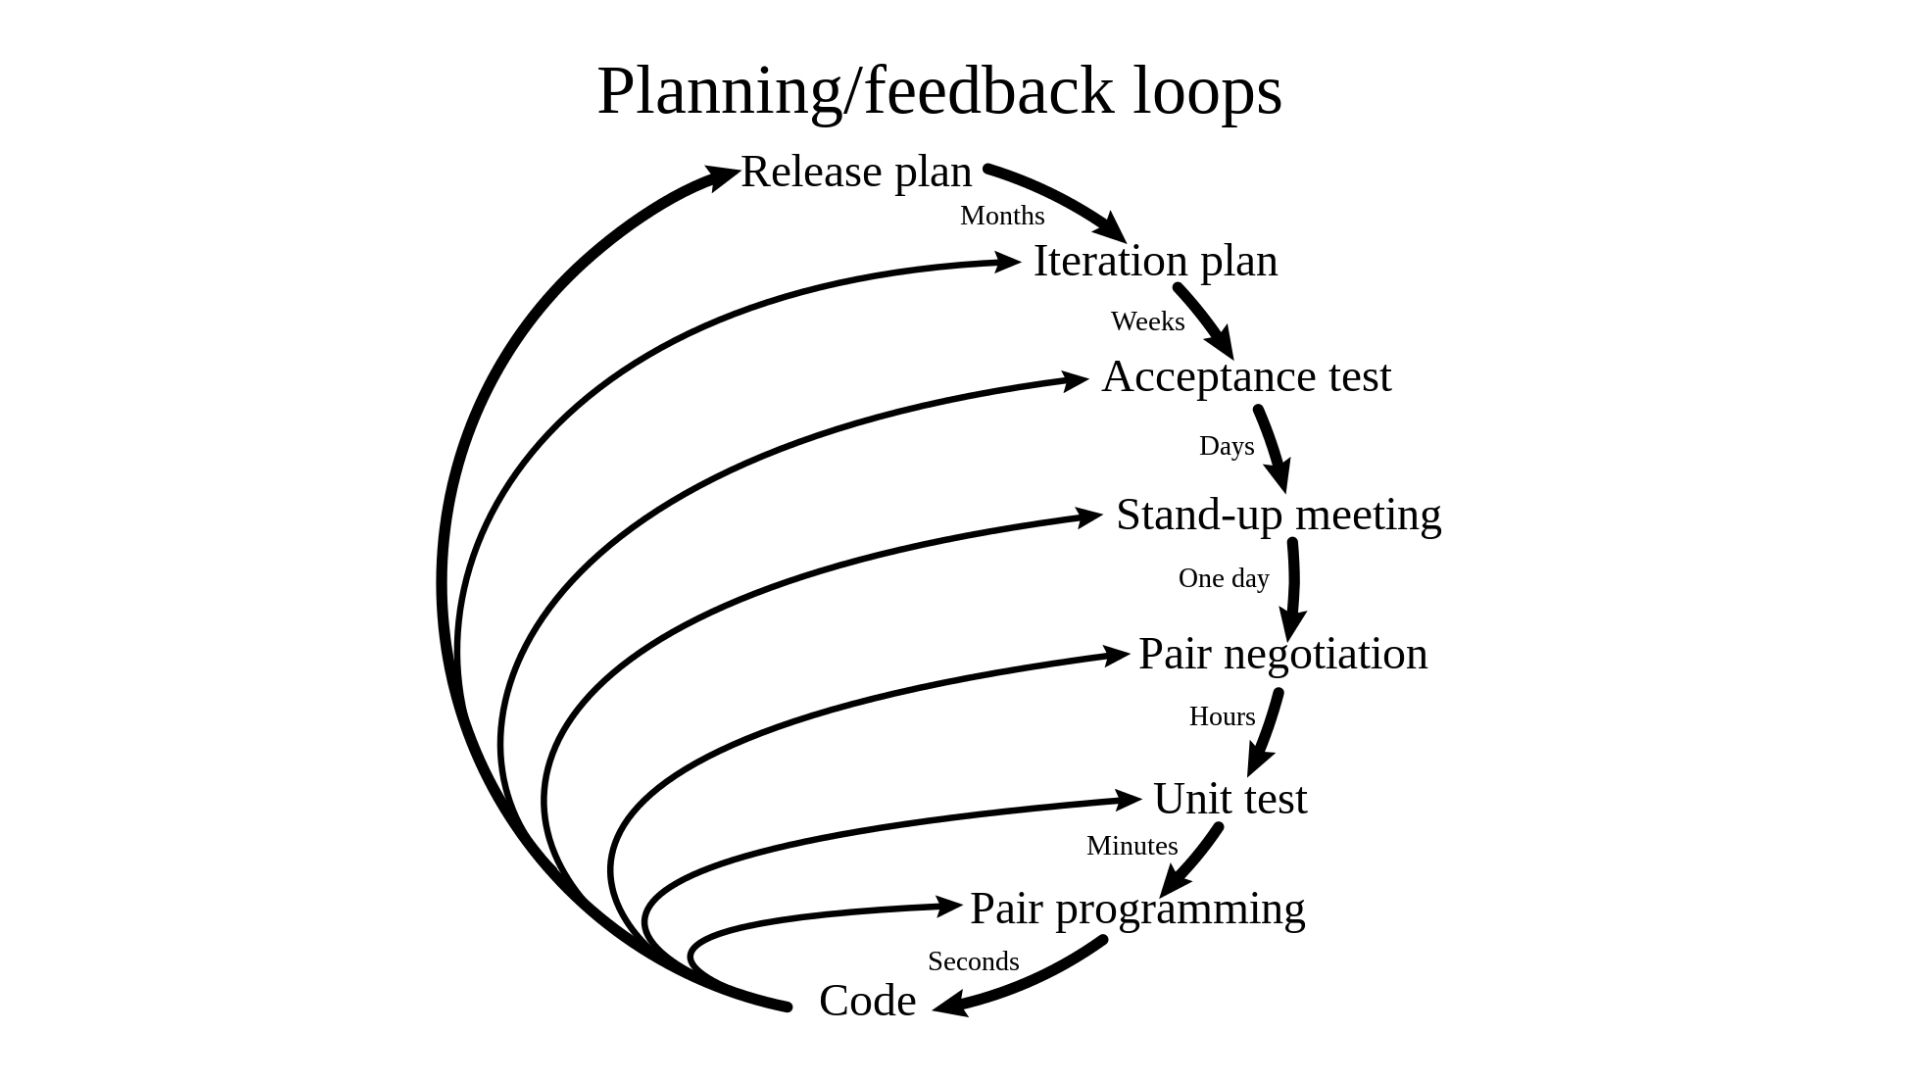 Planning/feedback loops
Release plan
Months
Iteration plan
Weeks
Acceptance test
Days
Stand-up meeting
One day
Pair negotiation
Hours
Unit test
Minutes
Pair programming
Seconds
Code